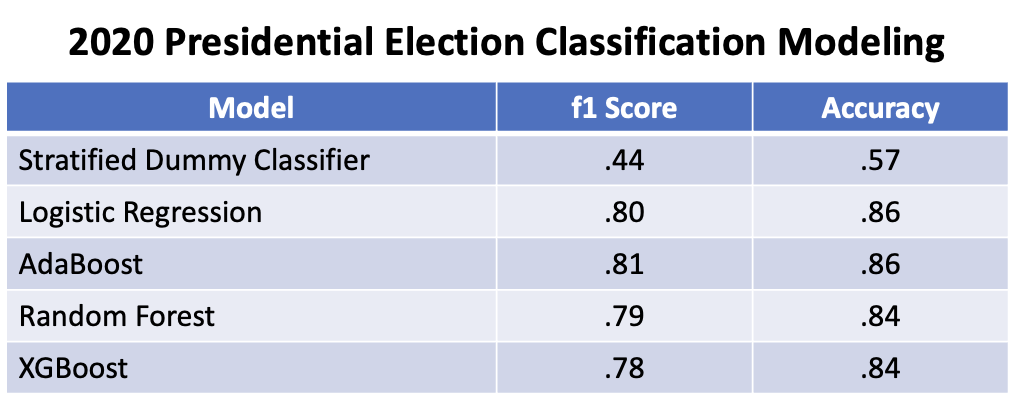 2020 Presidential Election Classification Modeling
Model f1 Score Accuracy
Stratified Dummy Classifier .44 .57
Logistic Regression .80 .86
AdaBoost .81 .86
Random Forest .79 .84
XGBoost .78 .84